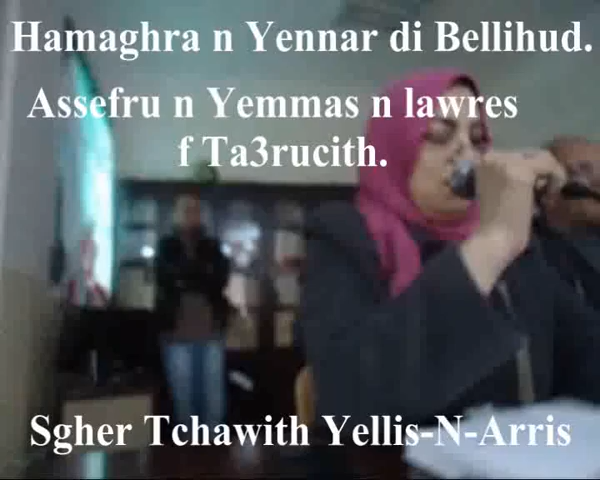 Hamaghra n Yennar di Bellihud.
Assefru n Yemmas n lawres
f Ta3rucith.
Sgher Tchawith Yellis-N-Arris